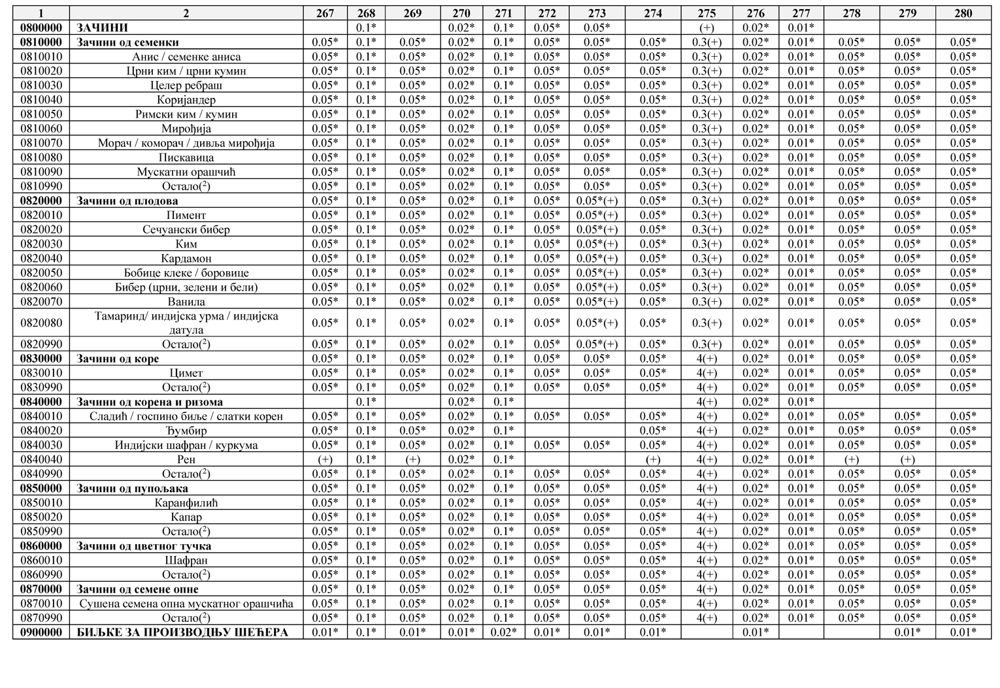 1 2 267 268 269 270 271 272 273 274 275 276 277 278 279 280
0800000 ЗАЧИНИ 0.1* 0.02* 0.1* 0.05* 0.05* (+) 0.02* 0.01*
0810000 Зачини од семенки 0.05* 0.1* 0.05* 0.02* 0.1* 0.05* 0.05* 0.05* 0.3(+) 0.02* 0.01* 0.05* 0.05* 0.05*
0810010 Анис / семенке аниса 0.05* 0.1* 0.05* 0.02* 0.1* 0.05* 0.05* 0.05* 0.3(+) 0.02* 0.01* 0.05* 0.05* 0.05*
0810020 Црни ким / црни кумин 0.05* 0.1* 0.05* 0.02* 0.1* 0.05* 0.05* 0.05* 0.3(+) 0.02* 0.01* 0.05* 0.05* 0.05*
0810030 Целер ребраш 0.05* 0.1* 0.05* 0.02* 0.1* 0.05* 0.05* 0.05* 0.3(+) 0.02* 0.01* 0.05* 0.05* 0.05*
0810040 Коријандер 0.05* 0.1* 0.05* 0.02* 0.1* 0.05* 0.05* 0.05* 0.3(+) 0.02* 0.01* 0.05* 0.05* 0.05*
0810050 Римски ким / кумин 0.05* 0.1* 0.05* 0.02* 0.1* 0.05* 0.05* 0.05* 0.3(+) 0.02* 0.01* 0.05* 0.05* 0.05*
0810060 Мирођија 0.05* 0.1* 0.05* 0.02* 0.1* 0.05* 0.05* 0.05* 0.3(+) 0.02* 0.01* 0.05* 0.05* 0.05*
0810070 Морач / коморач / дивља мирођија 0.05* 0.1* 0.05* 0.02* 0.1* 0.05* 0.05* 0.05* 0.3(+) 0.02* 0.01* 0.05* 0.05* 0.05*
0810080 Пискавица 0.05* 0.1* 0.05* 0.02* 0.1* 0.05* 0.05* 0.05* 0.3(+) 0.02* 0.01* 0.05* 0.05* 0.05*
0810090 Мускатни орашчић 0.05* 0.1* 0.05* 0.02* 0.1* 0.05* 0.05* 0.05* 0.3(+) 0.02* 0.01* 0.05* 0.05* 0.05*
0810990 Остало(²) 0.05* 0.1* 0.05* 0.02* 0.1* 0.05* 0.05* 0.05* 0.3(+) 0.02* 0.01* 0.05* 0.05* 0.05*
0820000 Зачини од плодова 0.05* 0.1* 0.05* 0.02* 0.1* 0.05* 0.05*(+) 0.05* 0.3(+) 0.02* 0.01* 0.05* 0.05* 0.05*
0820010 Пимент 0.05* 0.1* 0.05* 0.02* 0.1* 0.05* 0.05*(+) 0.05* 0.3(+) 0.02* 0.01* 0.05* 0.05* 0.05*
0820020 Сечуански бибер 0.05* 0.1* 0.05* 0.02* 0.1* 0.05* 0.05*(+) 0.05* 0.3(+) 0.02* 0.01* 0.05* 0.05* 0.05*
0820030 Ким 0.05* 0.1* 0.05* 0.02* 0.1* 0.05* 0.05*(+) 0.05* 0.3(+) 0.02* 0.01* 0.05* 0.05* 0.05*
0820040 Кардамон 0.05* 0.1* 0.05* 0.02* 0.1* 0.05* 0.05*(+) 0.05* 0.3(+) 0.02* 0.01* 0.05* 0.05* 0.05*
0820050 Бобице клеке / боровице 0.05* 0.1* 0.05* 0.02* 0.1* 0.05* 0.05*(+) 0.05* 0.3(+) 0.02* 0.01* 0.05* 0.05* 0.05*
0820060 Бибер (црни, зелени и бели) 0.05* 0.1* 0.05* 0.02* 0.1* 0.05* 0.05*(+) 0.05* 0.3(+) 0.02* 0.01* 0.05* 0.05* 0.05*
0820070 Ванила 0.05* 0.1* 0.05* 0.02* 0.1* 0.05* 0.05*(+) 0.05* 0.3(+) 0.02* 0.01* 0.05* 0.05* 0.05*
Тамаринд/ индијска урма / индијска
0820080 0.05* 0.1* 0.05* 0.02* 0.1* 0.05* 0.05*(+) 0.05* 0.3(+) 0.02* 0.01* 0.05* 0.05* 0.05*
датула
0820990 Остало(²) 0.05* 0.1* 0.05* 0.02* 0.1* 0.05* 0.05*(+) 0.05* 0.3(+) 0.02* 0.01* 0.05* 0.05* 0.05*
0830000 Зачини од коре 0.05* 0.1* 0.05* 0.02* 0.1* 0.05* 0.05* 0.05* 4(+) 0.02* 0.01* 0.05* 0.05* 0.05*
0830010 Цимет 0.05* 0.1* 0.05* 0.02* 0.1* 0.05* 0.05* 0.05* 4(+) 0.02* 0.01* 0.05* 0.05* 0.05*
0830990 Остало(²) 0.05* 0.1* 0.05* 0.02* 0.1* 0.05* 0.05* 0.05* 4(+) 0.02* 0.01* 0.05* 0.05* 0.05*
0840000 Зачини од корена и ризома 0.1* 0.02* 0.1* 4(+) 0.02* 0.01*
0840010 Сладић / госпино биље / слатки корен 0.05* 0.1* 0.05* 0.02* 0.1* 0.05* 0.05* 0.05* 4(+) 0.02* 0.01* 0.05* 0.05* 0.05*
0840020 Ђумбир 0.05* 0.1* 0.05* 0.02* 0.1* 0.05* 4(+) 0.02* 0.01* 0.05* 0.05* 0.05*
0840030 Индијски шафран / куркума 0.05* 0.1* 0.05* 0.02* 0.1* 0.05* 0.05* 0.05* 4(+) 0.02* 0.01* 0.05* 0.05* 0.05*
0840040 Рен (+) 0.1* (+) 0.02* 0.1* (+) 4(+) 0.02* 0.01* (+) (+)
0840990 Остало(²) 0.05* 0.1* 0.05* 0.02* 0.1* 0.05* 0.05* 0.05* 4(+) 0.02* 0.01* 0.05* 0.05* 0.05*
0850000 Зачини од пупољака 0.05* 0.1* 0.05* 0.02* 0.1* 0.05* 0.05* 0.05* 4(+) 0.02* 0.01* 0.05* 0.05* 0.05*
0850010 Каранфилић 0.05* 0.1* 0.05* 0.02* 0.1* 0.05* 0.05* 0.05* 4(+) 0.02* 0.01* 0.05* 0.05* 0.05*
0850020 Капар 0.05* 0.1* 0.05* 0.02* 0.1* 0.05* 0.05* 0.05* 4(+) 0.02* 0.01* 0.05* 0.05* 0.05*
0850990 Остало(²) 0.05* 0.1* 0.05* 0.02* 0.1* 0.05* 0.05* 0.05* 4(+) 0.02* 0.01* 0.05* 0.05* 0.05*
0860000 Зачини од цветног тучка 0.05* 0.1* 0.05* 0.02* 0.1* 0.05* 0.05* 0.05* 4(+) 0.02* 0.01* 0.05* 0.05* 0.05*
0860010 Шафран 0.05* 0.1* 0.05* 0.02* 0.1* 0.05* 0.05* 0.05* 4(+) 0.02* 0.01* 0.05* 0.05* 0.05*
0860990 Остало(²) 0.05* 0.1* 0.05* 0.02* 0.1* 0.05* 0.05* 0.05* 4(+) 0.02* 0.01* 0.05* 0.05* 0.05*
0870000 Зачини од семене опне 0.05* 0.1* 0.05* 0.02* 0.1* 0.05* 0.05* 0.05* 4(+) 0.02* 0.01* 0.05* 0.05* 0.05*
0870010 Сушена семена опна мускатног орашчића 0.05* 0.1* 0.05* 0.02* 0.1* 0.05* 0.05* 0.05* 4(+) 0.02* 0.01* 0.05* 0.05* 0.05*
0870990 Остало(²) 0.05* 0.1* 0.05* 0.02* 0.1* 0.05* 0.05* 0.05* 4(+) 0.02* 0.01* 0.05* 0.05* 0.05*
0900000 БИЉКЕ ЗА ПРОИЗВОДЊУ ШЕЋЕРА 0.01* 0.1* 0.01* 0.01* 0.02* 0.01* 0.01* 0.01* 0.01* 0.01* 0.01*